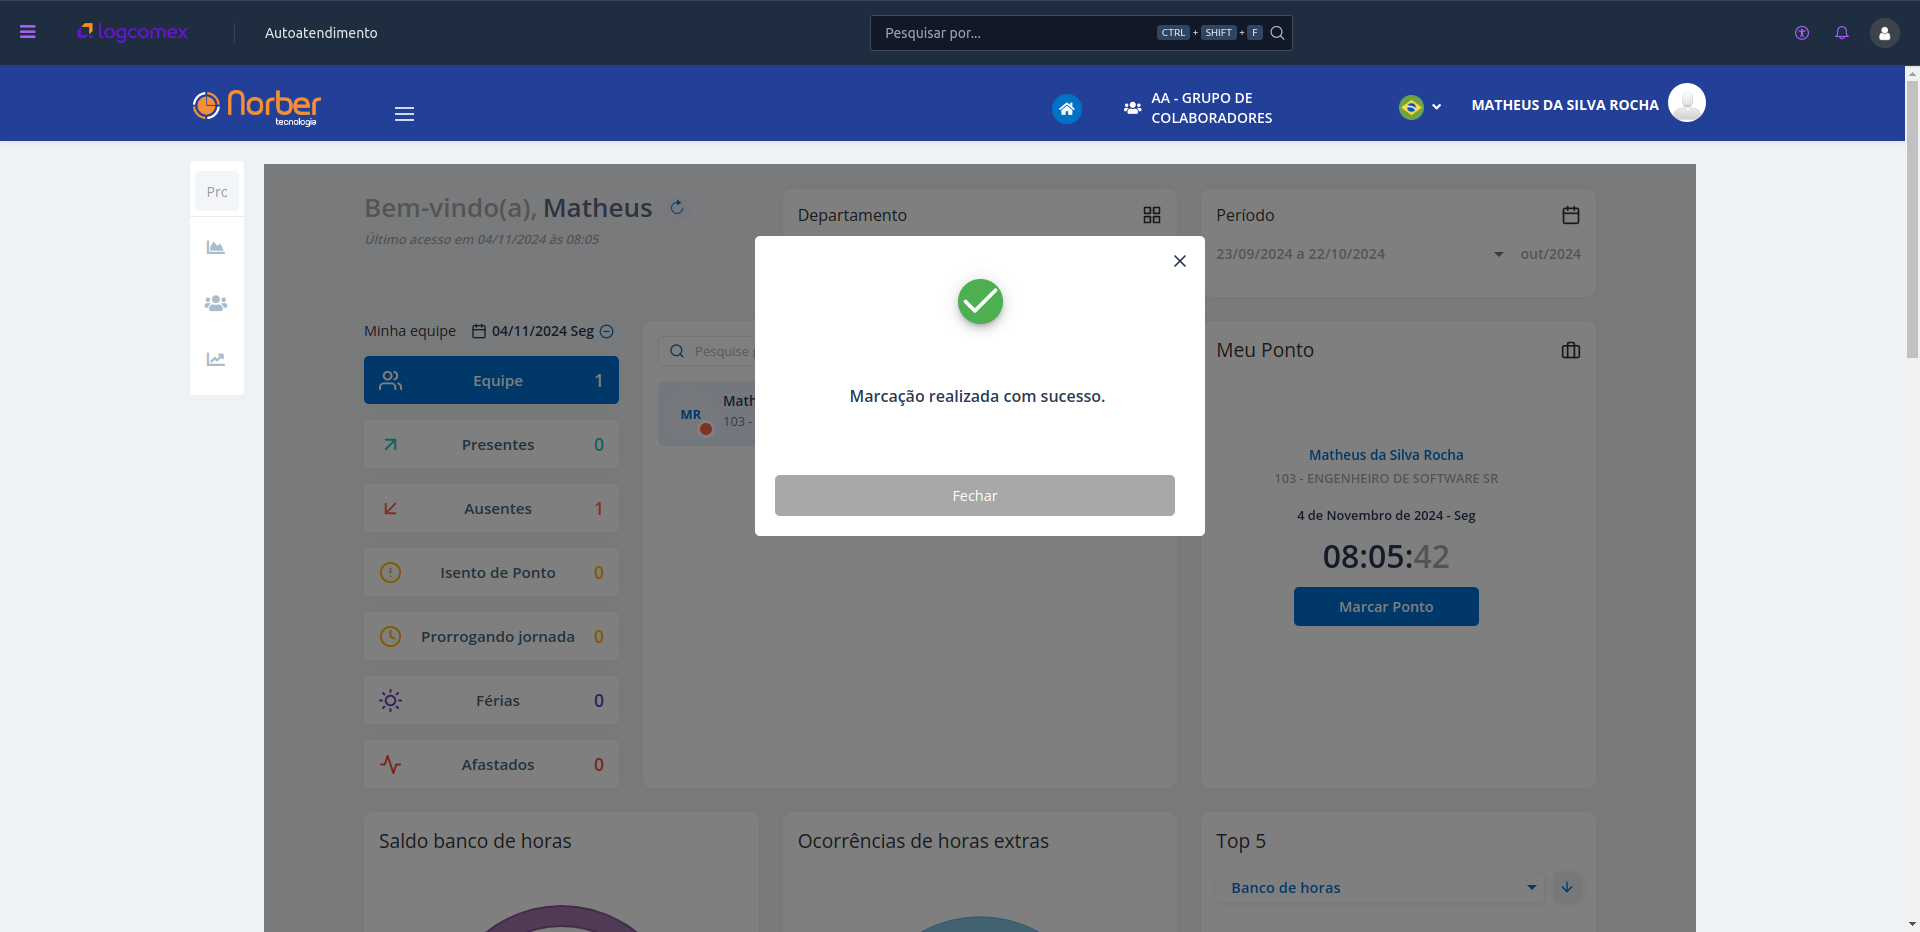 logcomex
Autoatendimento
Pesquisar por...
CTRL + SHIFT + F
Norber
tecnologia
AA - GRUPO DE
COLABORADORES
MATHEUS DA SILVA ROCHA
Prc
Bem-vindo(a), Matheus
Último acesso em 04/11/2024 às 08:05
Departamento
Período
23/09/2024 a 22/10/2024
out/2024
Minha equipe
04/11/2024 Seg
Equipe 1
Presentes 0
Ausentes 1
Isento de Ponto 0
Prorrogando jornada 0
Férias 0
Afastados 0
Pesquise
MR
Math
103 -
Marcação realizada com sucesso.
Fechar
Meu Ponto
Matheus da Silva Rocha
103 - ENGENHEIRO DE SOFTWARE SR
4 de Novembro de 2024 - Seg
08:05:42
Marcar Ponto
Saldo banco de horas
Ocorrências de horas extras
Top 5
Banco de horas